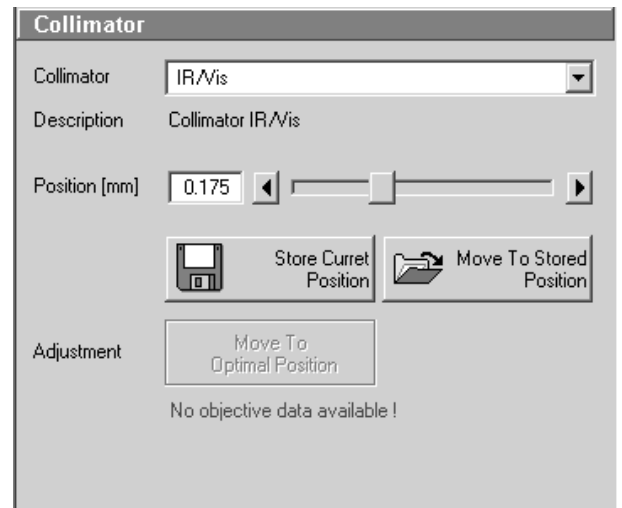 Collimator
Collimator IR/Vis
Description Collimator IR/Vis
Position [mm] 0.175
Store Curret
Position
Move To Stored
Position
Adjustment
Move To
Optimal Position
No objective data available !